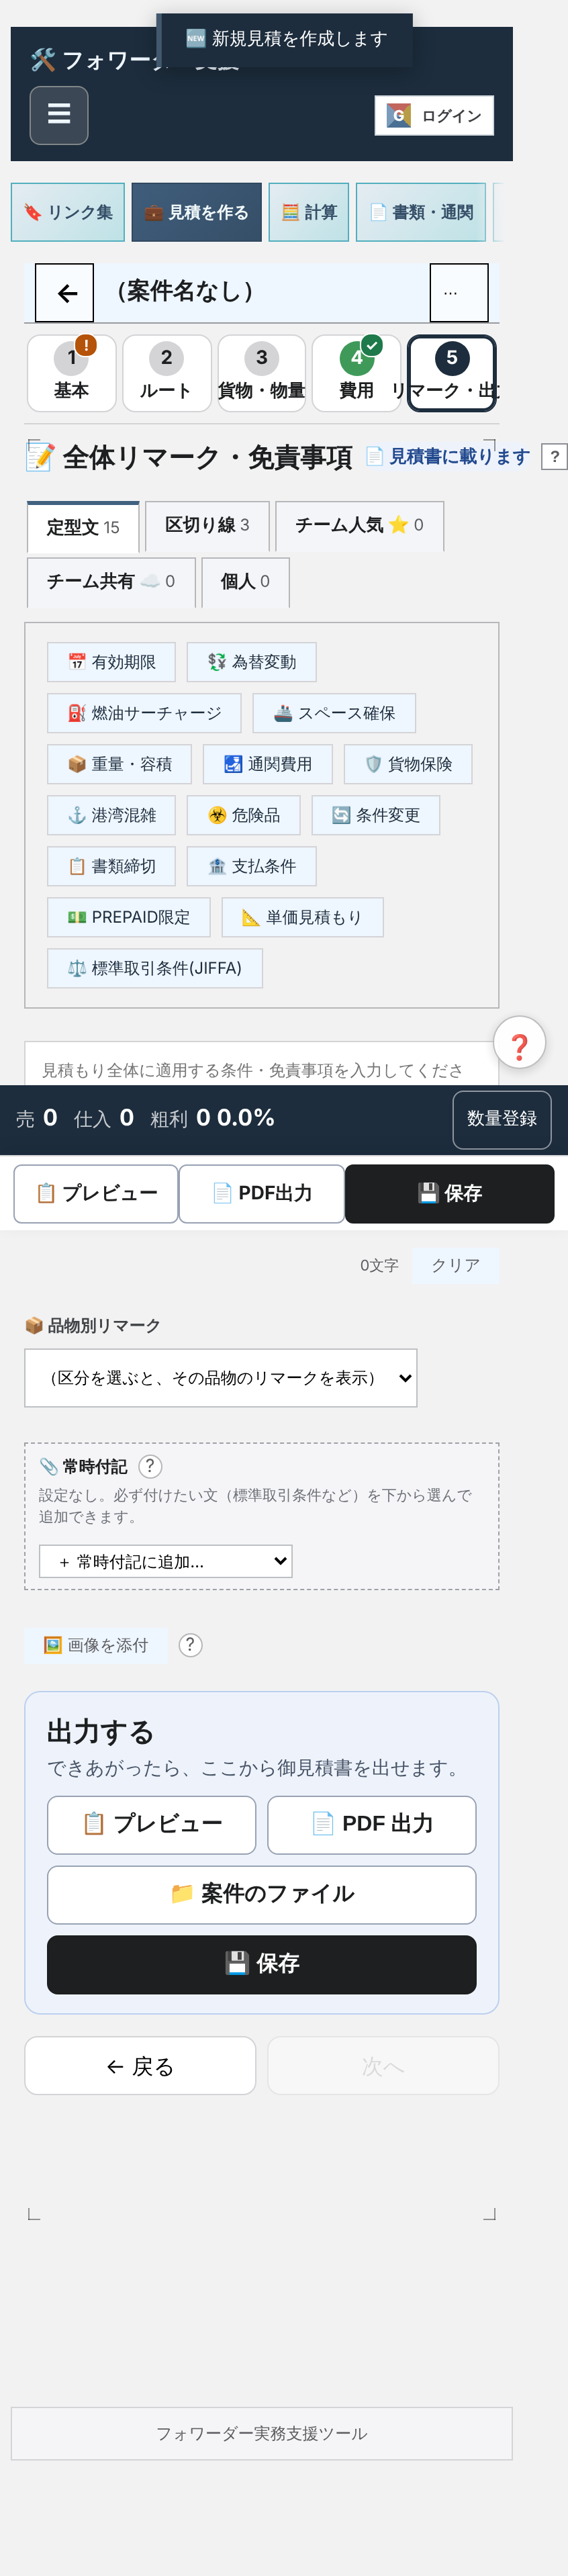 🆕 新規見積を作成します
🛠️ フォワー
☰
G ログイン
🔖 リンク集
💼 見積を作る
🧮 計算
📄 書類・通関
← （案件名なし） …
1 ! 基本
2 ルート
3 貨物・物量
4 ✓ 費用
5 リマーク・出
📝 全体リマーク・免責事項 📄 見積書に載ります ?
定型文 15
区切り線 3
チーム人気 ⭐ 0
チーム共有 ☁️ 0
個人 0
📅 有効期限
💱 為替変動
⛽ 燃油サーチャージ
🚢 スペース確保
📦 重量・容積
🛃 通関費用
🛡️ 貨物保険
⚓ 港湾混雑
☣️ 危険品
🔄 条件変更
📋 書類締切
🏦 支払条件
💵 PREPAID限定
📐 単価見積もり
⚖️ 標準取引条件(JIFFA)
見積もり全体に適用する条件・免責事項を入力してくださ
❓
売 0 仕入 0 粗利 0 0.0%
数量登録
📋 プレビュー
📄 PDF出力
💾 保存
0文字 クリア
📦 品物別リマーク
（区分を選ぶと、その品物のリマークを表示）
📎 常時付記 ?
設定なし。必ず付けたい文（標準取引条件など）を下から選んで
追加できます。
＋ 常時付記に追加…
🖼️ 画像を添付 ?
出力する
できあがったら、ここから御見積書を出せます。
📋 プレビュー
📄 PDF 出力
📁 案件のファイル
💾 保存
← 戻る
次へ
フォワーダー実務支援ツール